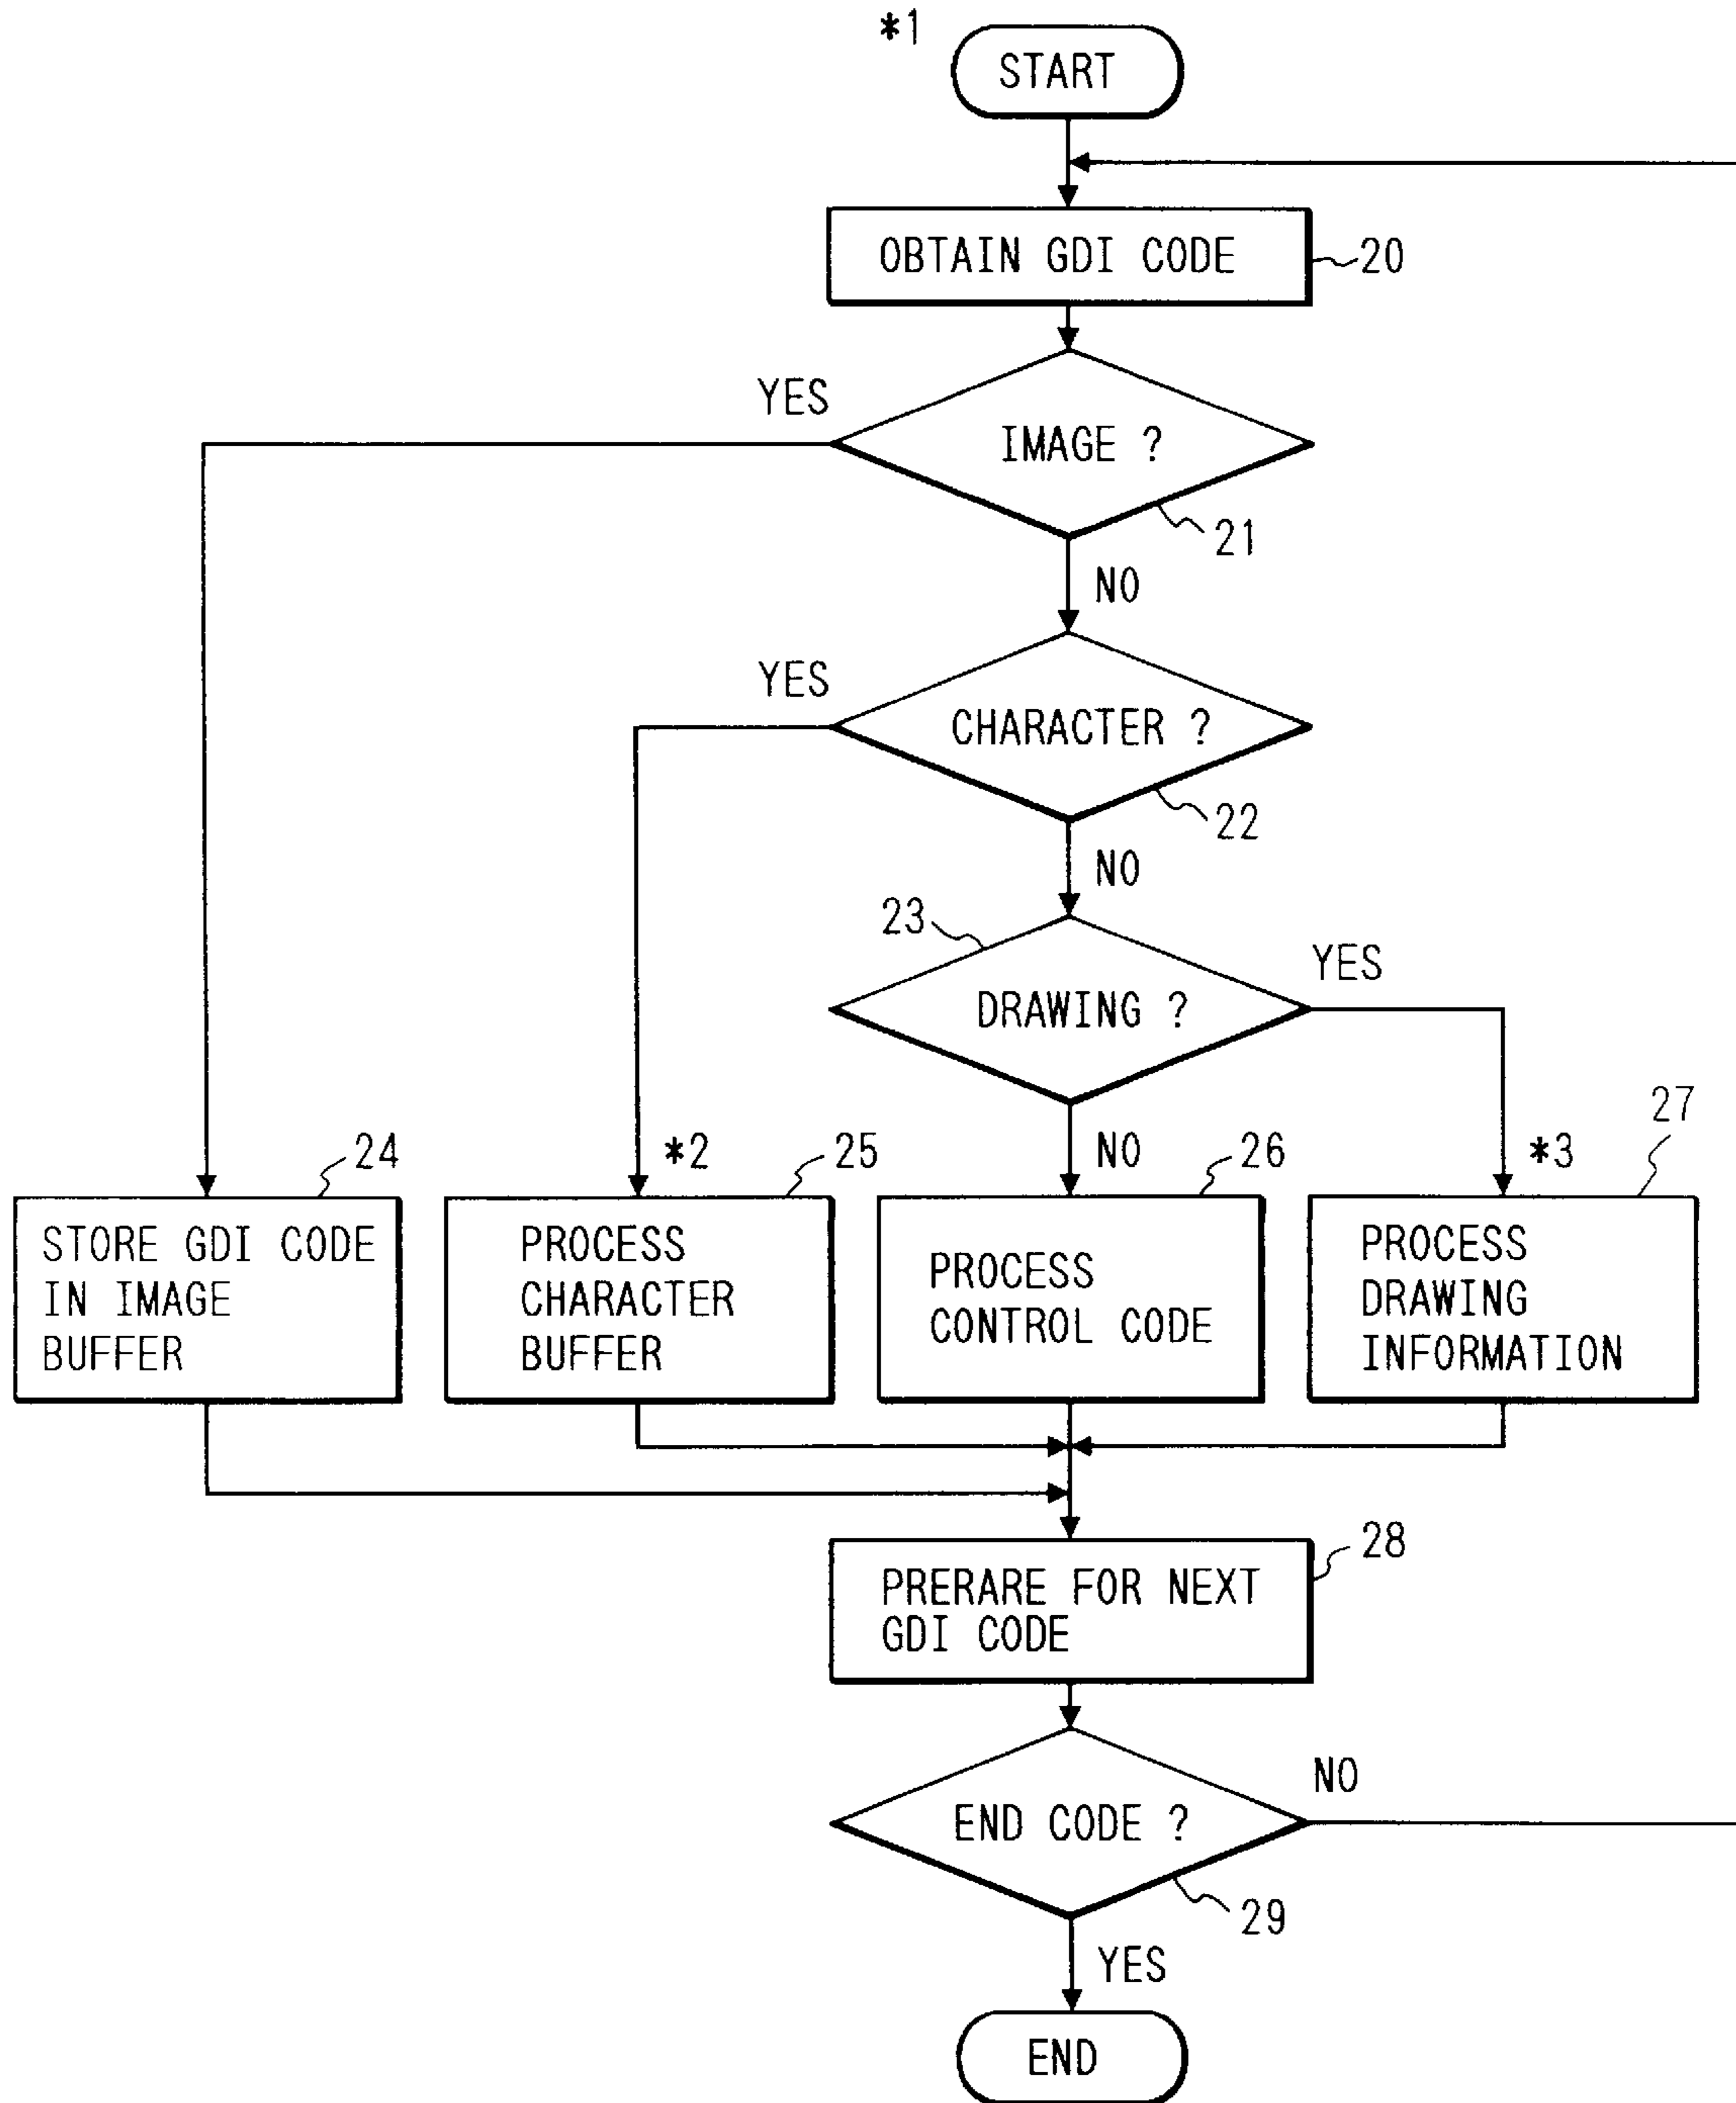 *1
START
OBTAIN GDI CODE
20
YES
IMAGE ?
21
NO
YES
CHARACTER ?
22
NO
23
YES
DRAWING ?
24
*2
25
NO
26
*3
27
STORE GDI CODE
IN IMAGE
BUFFER
PROCESS
CHARACTER
BUFFER
PROCESS
CONTROL CODE
PROCESS
DRAWING
INFORMATION
28
PRERARE FOR NEXT
GDI CODE
NO
END CODE ?
29
YES
END